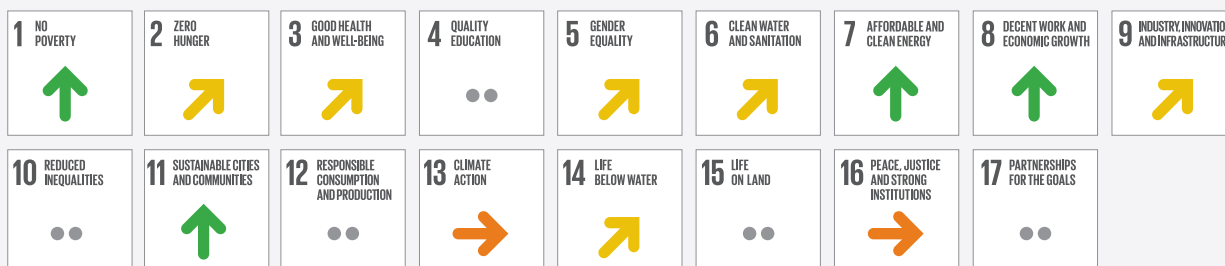 1 NO
POVERTY
2 ZERO
HUNGER
3 GOOD HEALTH
AND WELL-BEING
4 QUALITY
EDUCATION
5 GENDER
EQUALITY
6 CLEAN WATER
AND SANITATION
7 AFFORDABLE AND
CLEAN ENERGY
8 DECENT WORK AND
ECONOMIC GROWTH
9 INDUSTRY, INNOVATIO
AND INFRASTRUCTUR
10 REDUCED
INEQUALITIES
11 SUSTAINABLE CITIES
AND COMMUNITIES
12 RESPONSIBLE
CONSUMPTION
AND PRODUCTION
13 CLIMATE
ACTION
14 LIFE
BELOW WATER
15 LIFE
ON LAND
16 PEACE, JUSTICE
AND STRONG
INSTITUTIONS
17 PARTNERSHIPS
FOR THE GOALS